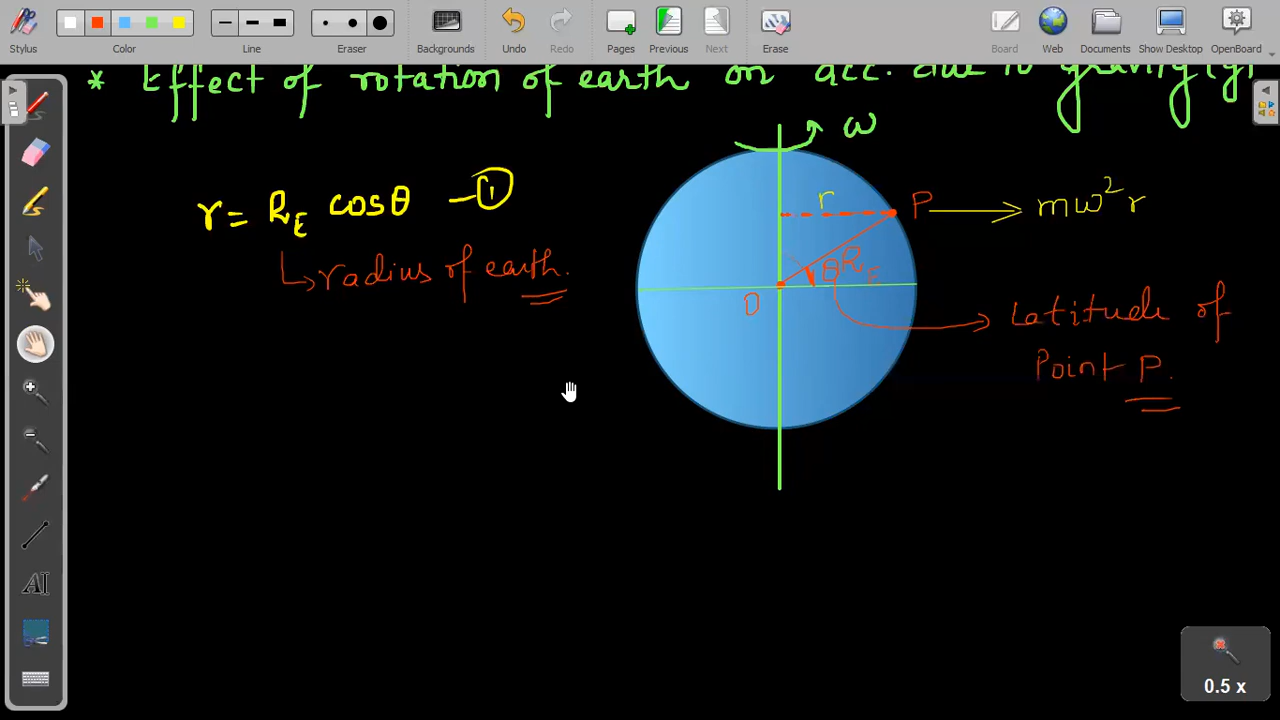 Stylus
Color
Line
Eraser
Backgrounds
Undo
Redo
Pages
Previous
Next
Erase
Board
Web
Documents
Show Desktop
OpenBoard
* Effect of rotation of earth on acc. due to gravity (g)
ω
r = R_E cosθ —①
↳ radius of earth.
r
P
mω²r
θ
R_E
O
Latitude of
Point P.
AI
0.5 x